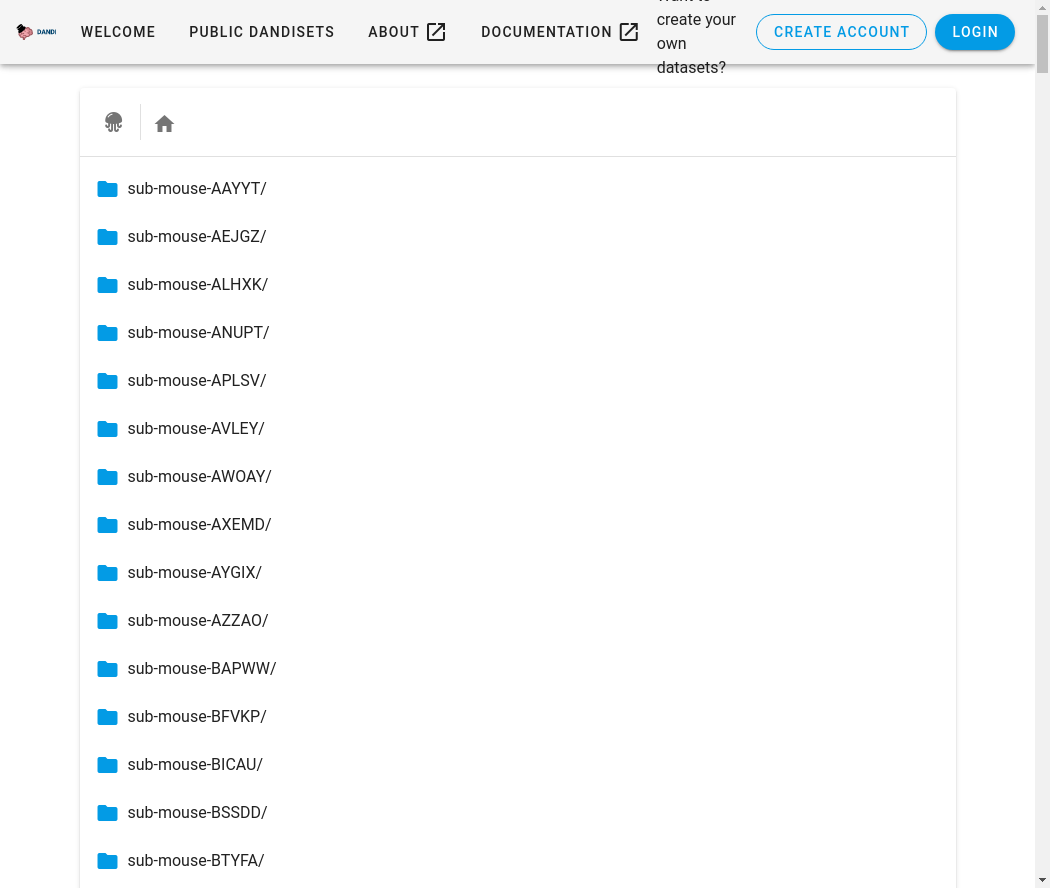 DANDI
WELCOME
PUBLIC DANDISETS
ABOUT
DOCUMENTATION
create your
own
datasets?
CREATE ACCOUNT
LOGIN
sub-mouse-AAYYT/
sub-mouse-AEJGZ/
sub-mouse-ALHXK/
sub-mouse-ANUPT/
sub-mouse-APLSV/
sub-mouse-AVLEY/
sub-mouse-AWOAY/
sub-mouse-AXEMD/
sub-mouse-AYGIX/
sub-mouse-AZZAO/
sub-mouse-BAPWW/
sub-mouse-BFVKP/
sub-mouse-BICAU/
sub-mouse-BSSDD/
sub-mouse-BTYFA/